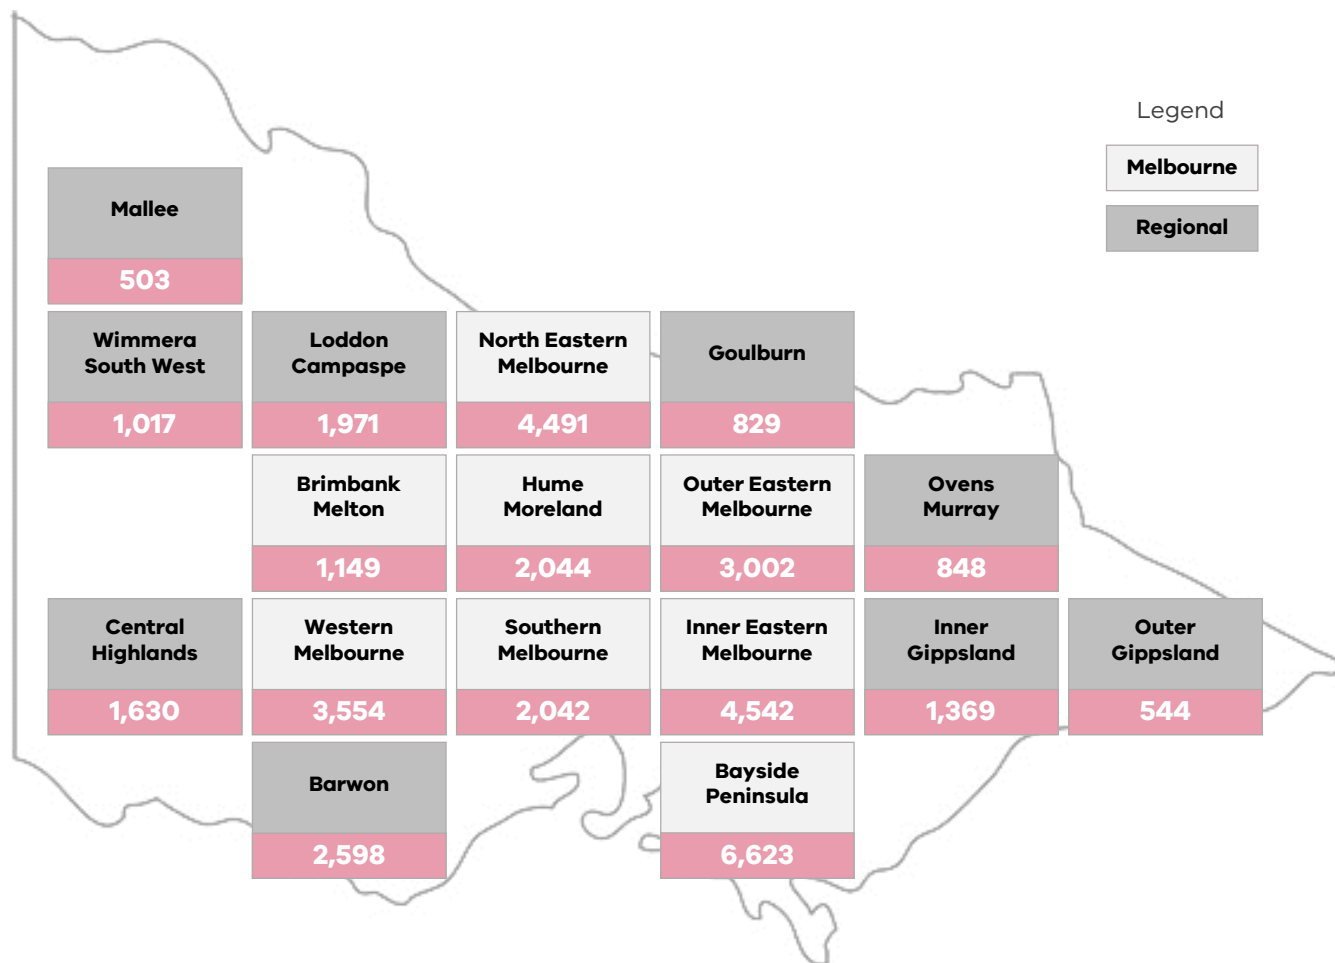 Legend
Melbourne
Regional
Mallee
503
Wimmera
South West
1,017
Loddon
Campaspe
1,971
North Eastern
Melbourne
4,491
Goulburn
829
Brimbank
Melton
1,149
Hume
Moreland
2,044
Outer Eastern
Melbourne
3,002
Ovens
Murray
848
Central
Highlands
1,630
Western
Melbourne
3,554
Southern
Melbourne
2,042
Inner Eastern
Melbourne
4,542
Inner
Gippsland
1,369
Outer
Gippsland
544
Barwon
2,598
Bayside
Peninsula
6,623